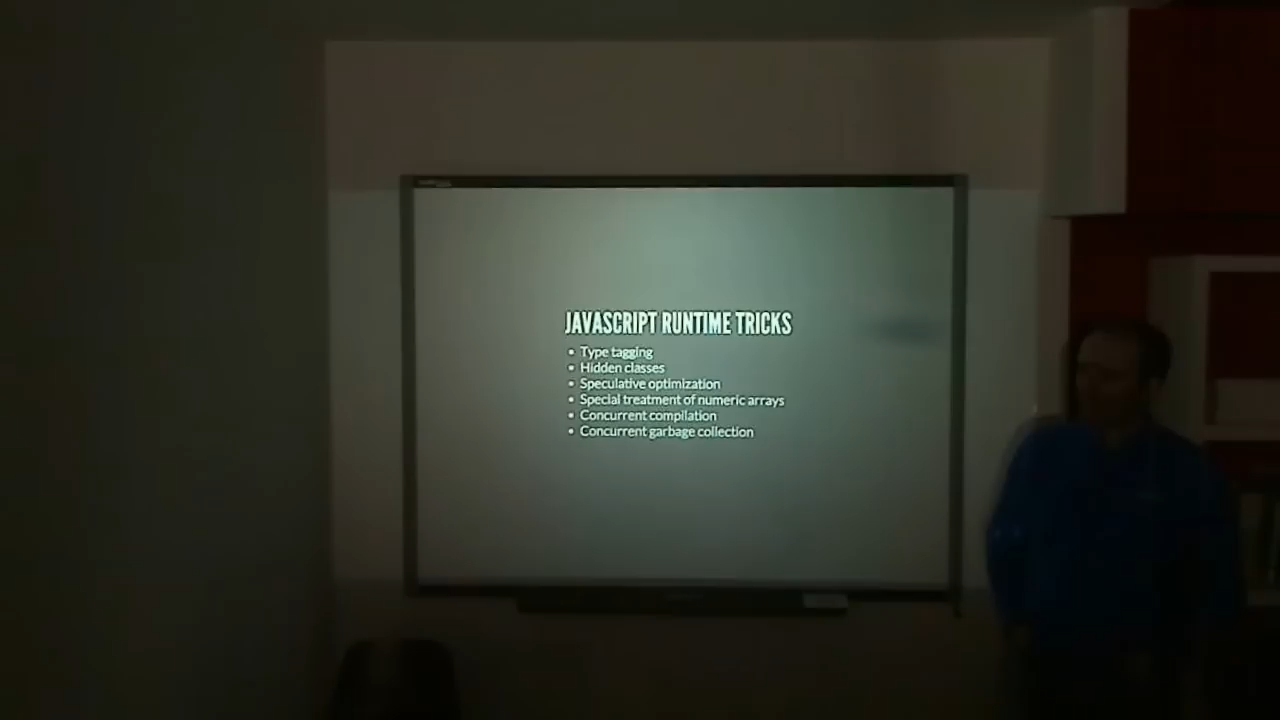 JAVASCRIPT RUNTIME TRICKS
• Type tagging
• Hidden classes
• Speculative optimization
• Special treatment of numeric arrays
• Concurrent compilation
• Concurrent garbage collection